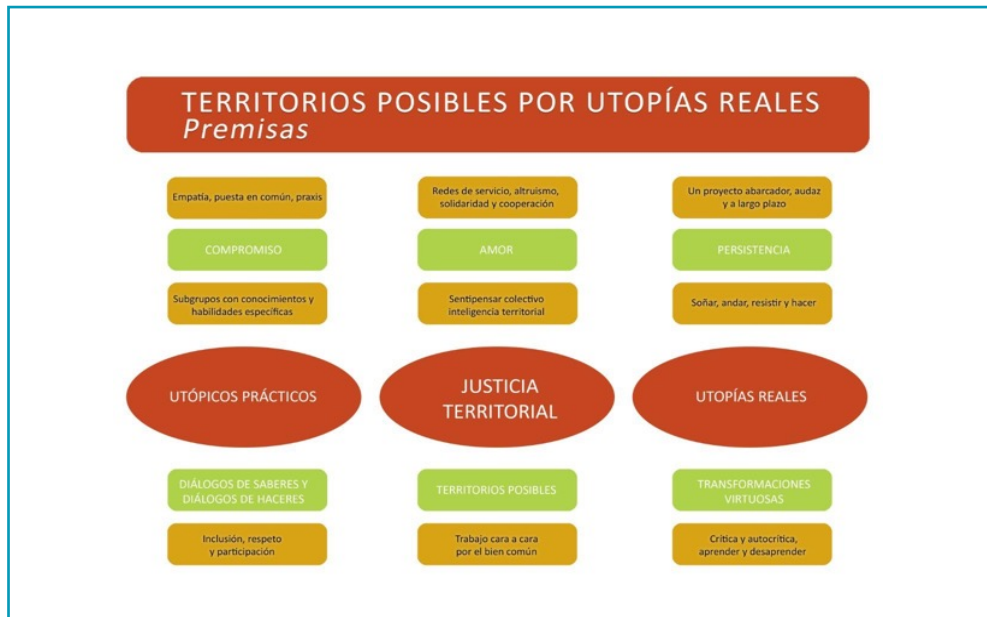 TERRITORIOS POSIBLES POR UTOPÍAS REALES
Premisas
Empatía, puesta en común, praxis
Redes de servicio, altruismo,
solidaridad y cooperación
Un proyecto abarcador, audaz
y a largo plazo
COMPROMISO
AMOR
PERSISTENCIA
Subgrupos con conocimientos y
habilidades específicas
Sentipensar colectivo
inteligencia territorial
Soñar, andar, resistir y hacer
UTÓPICOS PRÁCTICOS
JUSTICIA
TERRITORIAL
UTOPÍAS REALES
DIÁLOGOS DE SABERES Y
DIÁLOGOS DE HACERES
TERRITORIOS POSIBLES
TRANSFORMACIONES
VIRTUOSAS
Inclusión, respeto
y participación
Trabajo cara a cara
por el bien común
Crítica y autocrítica,
aprender y desaprender